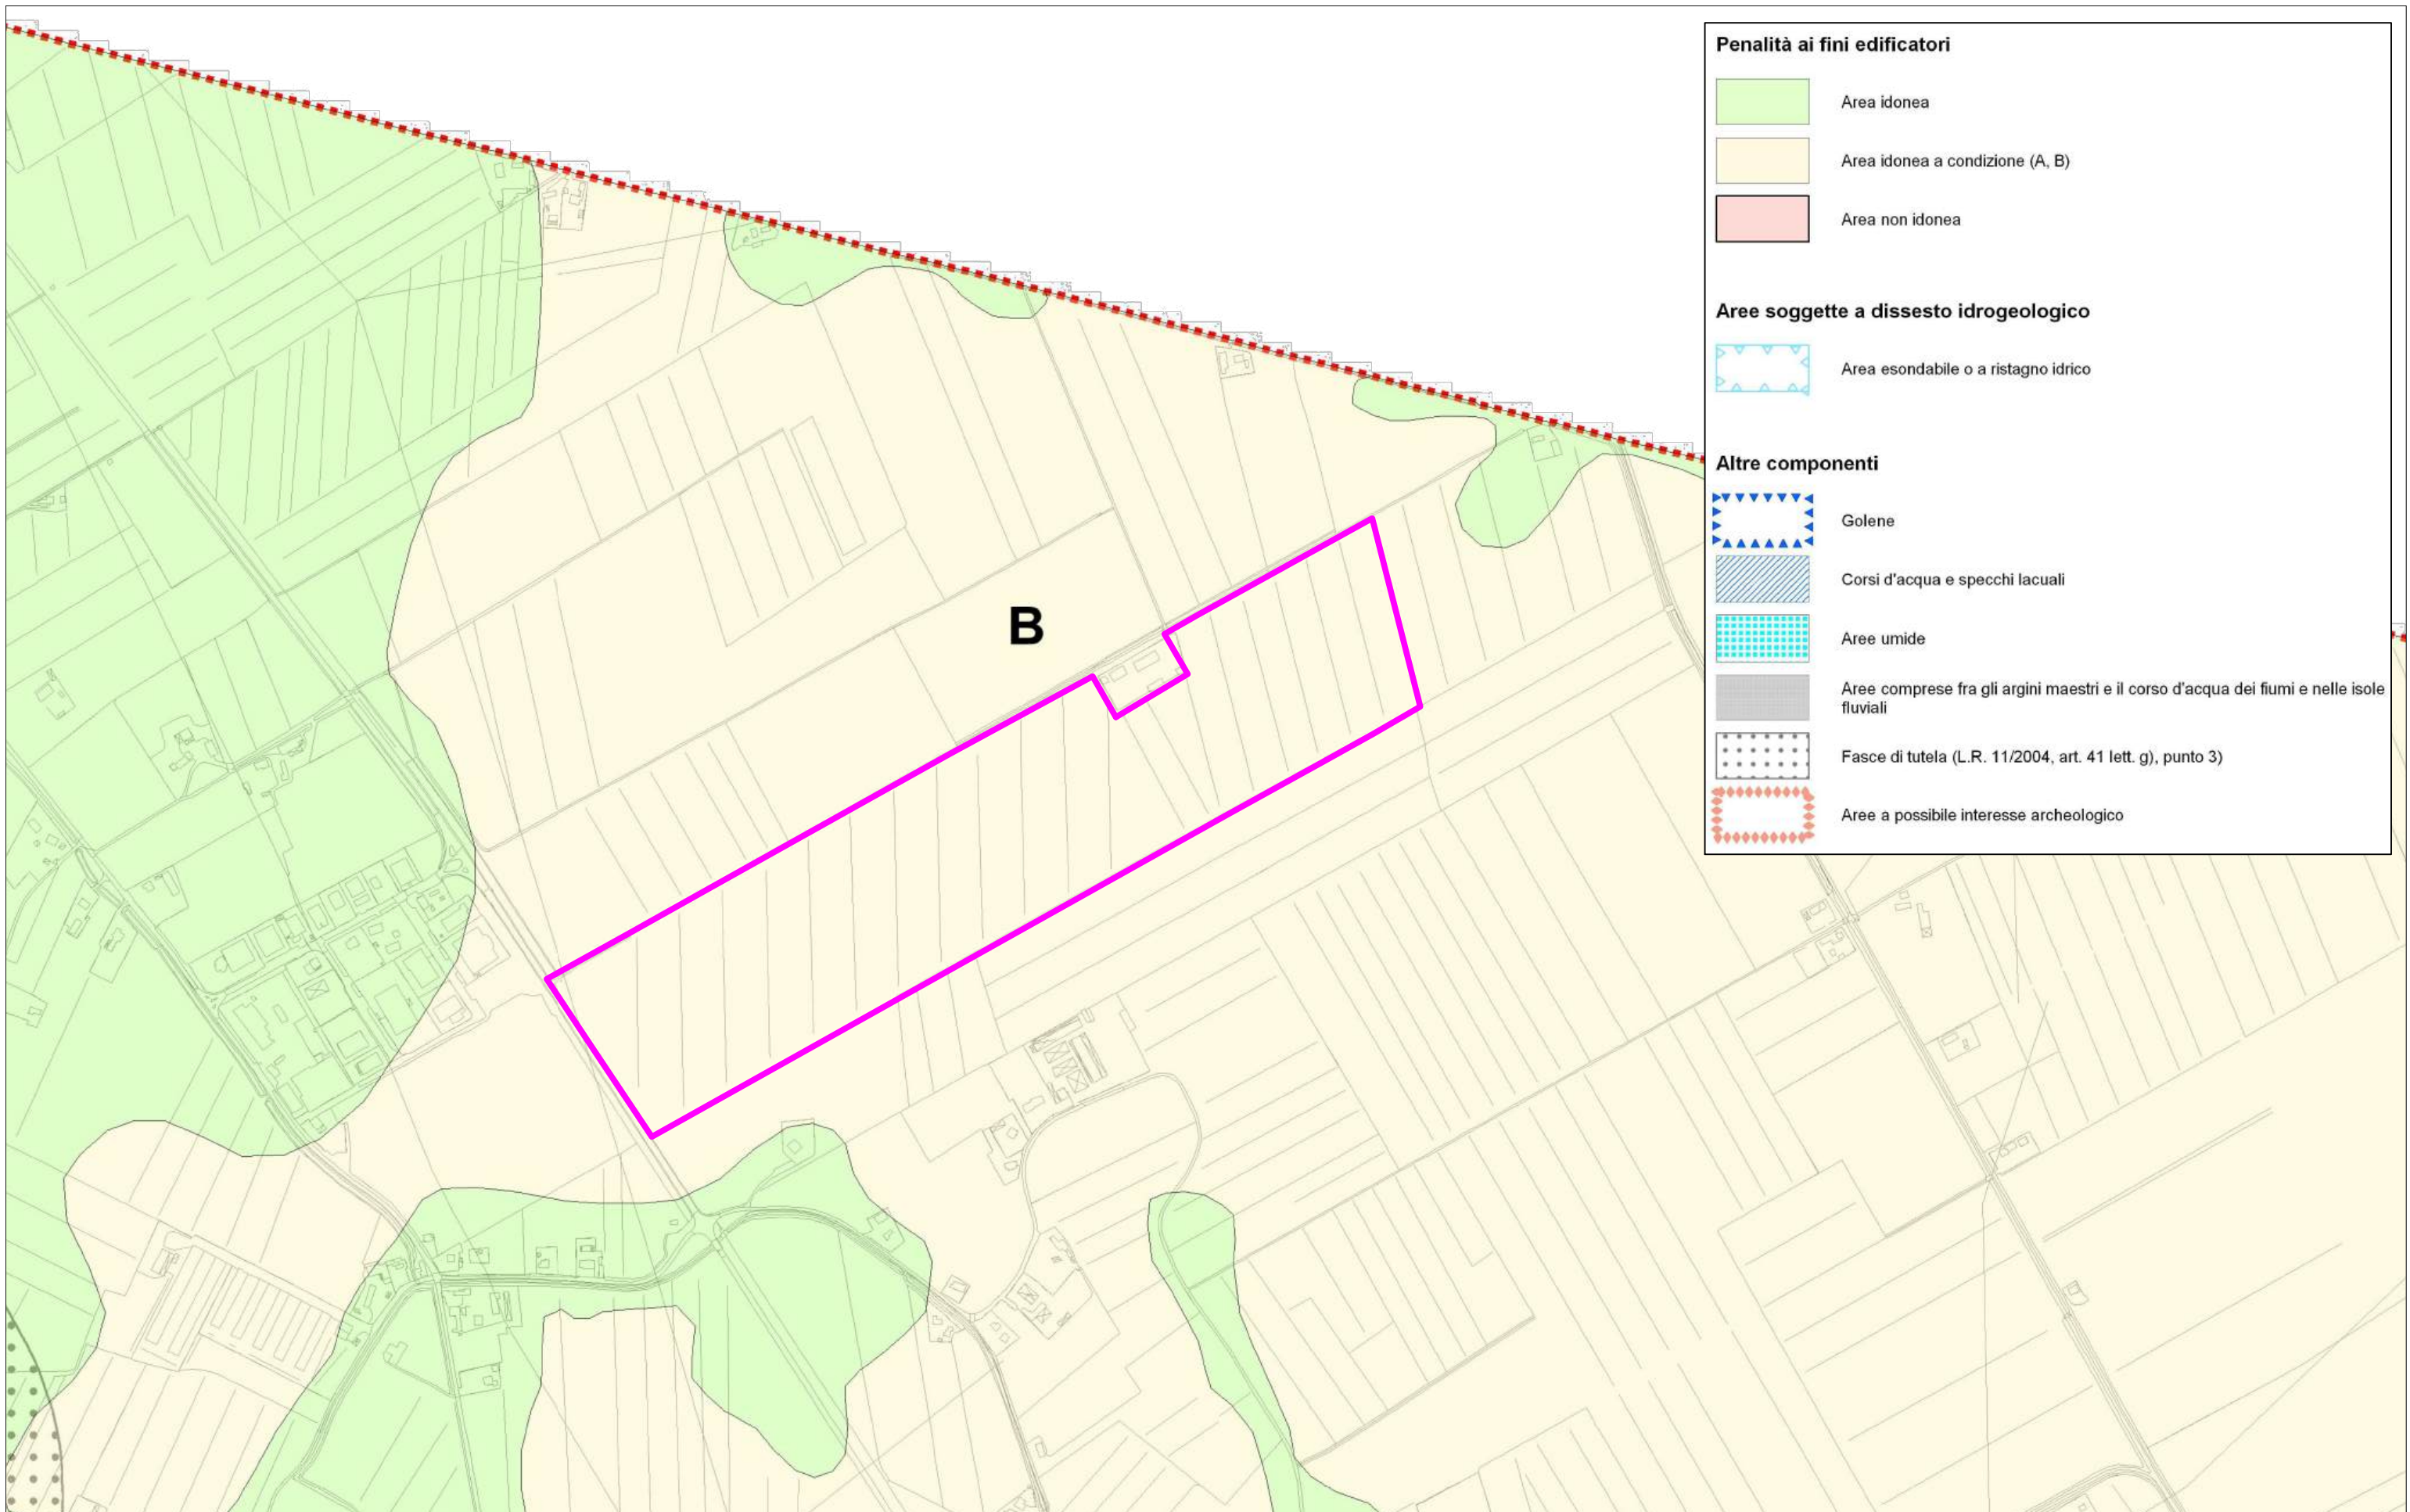 Penalità ai fini edificatori
Area idonea
Area idonea a condizione (A, B)
Area non idonea
Aree soggette a dissesto idrogeologico
Area esondabile o a ristagno idrico
Altre componenti
Golene
Corsi d'acqua e specchi lacuali
Aree umide
Aree comprese fra gli argini maestri e il corso d'acqua dei fiumi e nelle isole
fluviali
Fasce di tutela (L.R. 11/2004, art. 41 lett. g), punto 3)
Aree a possibile interesse archeologico
B